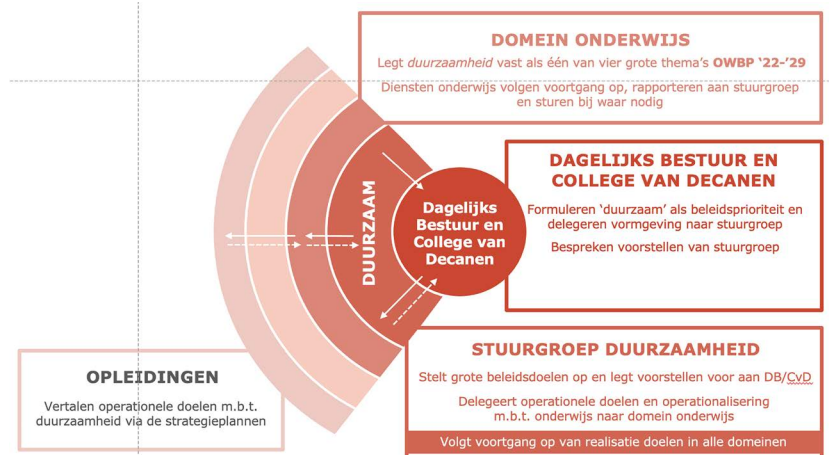 DOMEIN ONDERWIJS
Legt duurzaamheid vast als één van vier grote thema's OWBP '22-'29
Diensten onderwijs volgen voortgang op, rapporteren aan stuurgroep
en sturen bij waar nodig
DAGELIJKS BESTUUR EN
COLLEGE VAN DECANEN
Formuleren 'duurzaam' als beleidsprioriteit en
delegeren vormgeving naar stuurgroep
Bespreken voorstellen van stuurgroep
Dagelijks
Bestuur en
College van
Decanen
DUURZAAM
STUURGROEP DUURZAAMHEID
Stelt grote beleidsdoelen op en legt voorstellen voor aan DB/CvD
Delegeert operationele doelen en operationalisering
m.b.t. onderwijs naar domein onderwijs
Volgt voortgang op van realisatie doelen in alle domeinen
OPLEIDINGEN
Vertalen operationele doelen m.b.t.
duurzaamheid via de strategieplannen